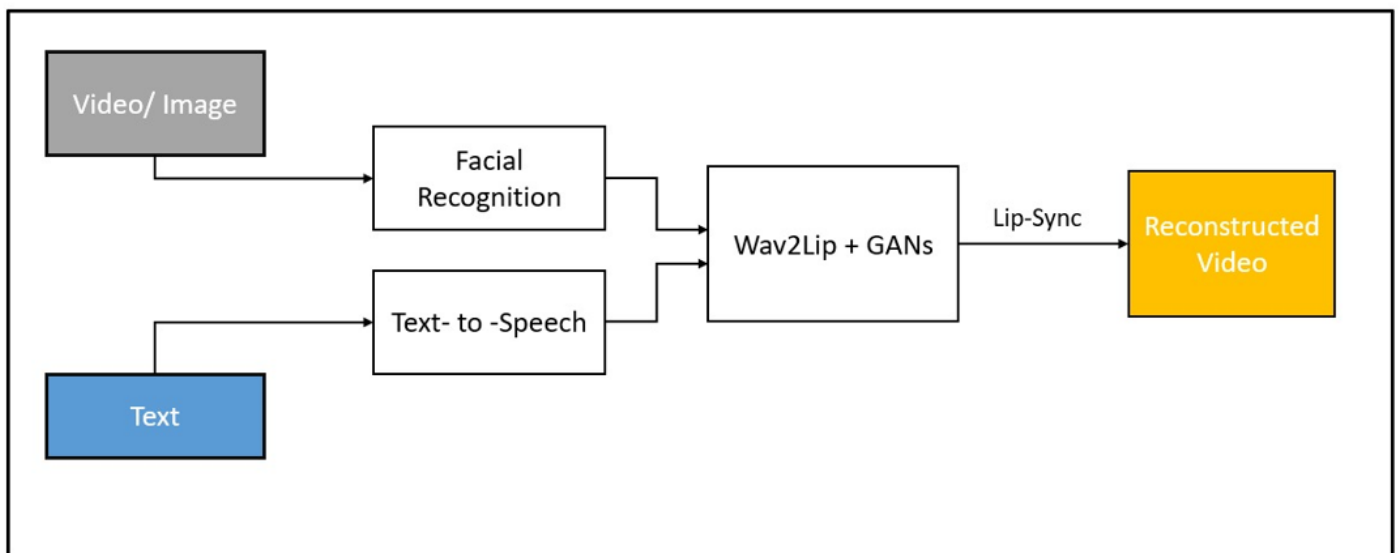 Video/ Image
Facial
Recognition
Text- to -Speech
Text
Wav2Lip + GANs
Lip-Sync
Reconstructed
Video